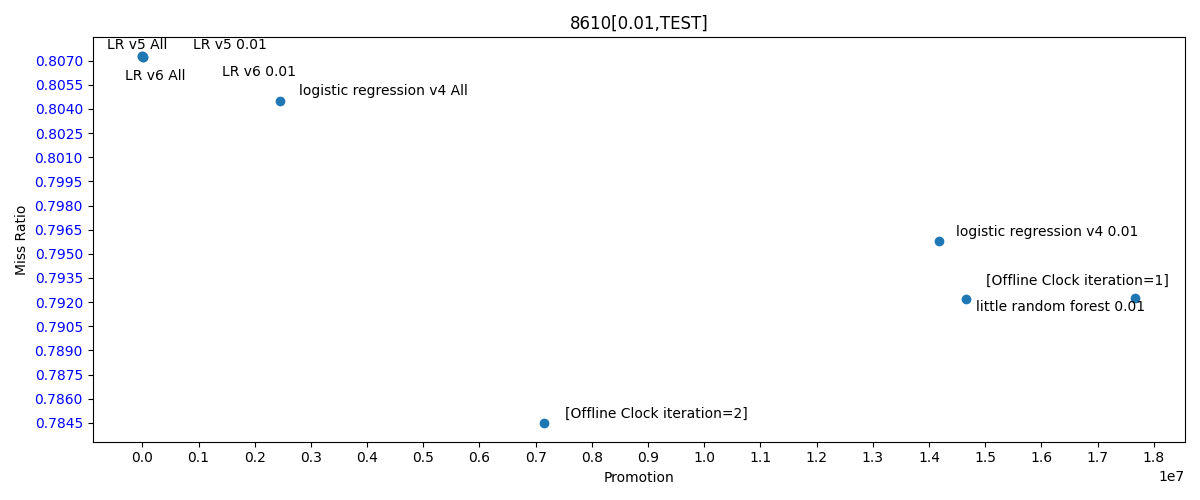 8610[0.01,TEST]
LR v5 All
LR v5 0.01
LR v6 All
LR v6 0.01
logistic regression v4 All
logistic regression v4 0.01
[Offline Clock iteration=1]
little random forest 0.01
[Offline Clock iteration=2]
Miss Ratio
0.8070
0.8055
0.8040
0.8025
0.8010
0.7995
0.7980
0.7965
0.7950
0.7935
0.7920
0.7905
0.7890
0.7875
0.7860
0.7845
0.0 0.1 0.2 0.3 0.4 0.5 0.6 0.7 0.8 0.9 1.0 1.1 1.2 1.3 1.4 1.5 1.6 1.7 1.8
1e7
Promotion